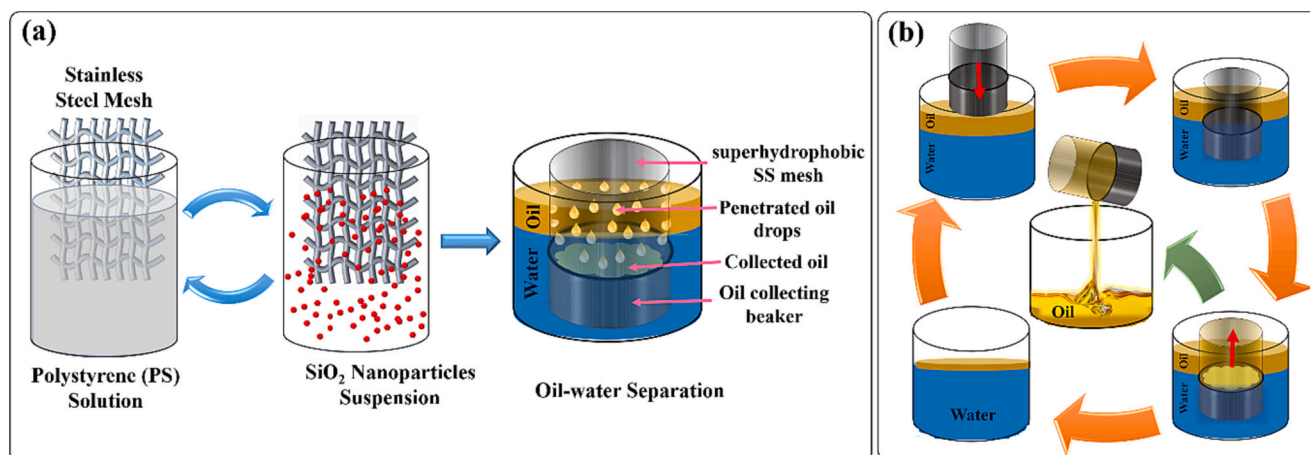 (a)
Stainless
Steel Mesh
Polystyrene (PS)
Solution
SiO₂ Nanoparticles
Suspension
Oil
Water
superhydrophobic
SS mesh
Penetrated oil
drops
Collected oil
Oil collecting
beaker
Oil-water Separation
(b)
Oil
Water
Oil
Water
Oil
Water
Oil
Water